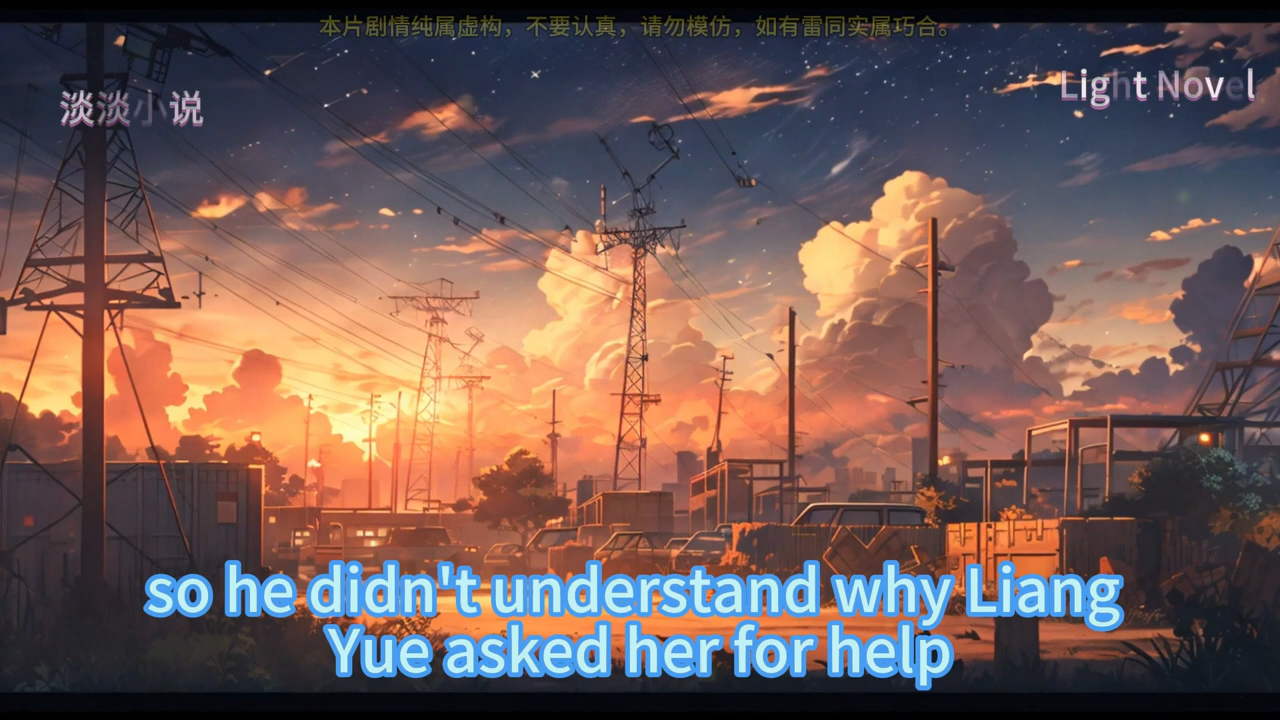 本片剧情纯属虚构，不要认真，请勿模仿，如有雷同实属巧合。
淡淡小说
Light Novel
so he didn't understand why Liang
Yue asked her for help